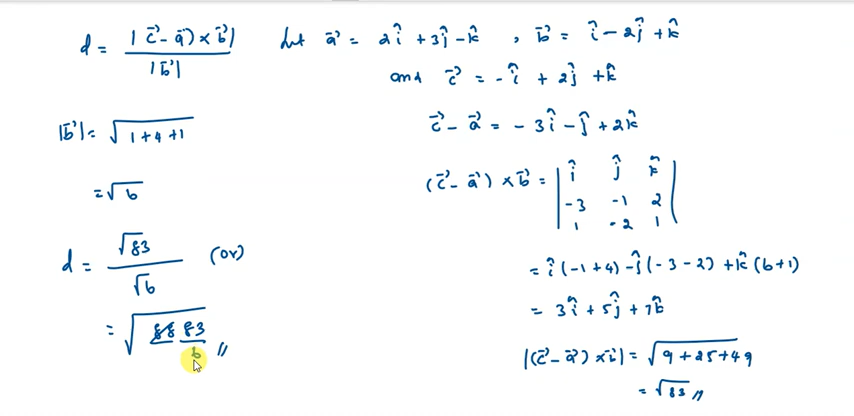 d = |(c⃗ - a⃗) × b⃗| / |b⃗|
Let a⃗ = 2î + 3ĵ - k̂ , b⃗ = î - 2ĵ + k̂
and c⃗ = -î + 2ĵ + k̂
|b⃗| = √(1+4+1)
= √6
d = √83 / √6 (or)
= √(83 / 6) //
c⃗ - a⃗ = - 3î - ĵ + 2k̂
(c⃗ - a⃗) × b⃗ = | î ĵ k̂
-3 -1 2
1 -2 1 |
= î (-1+4) - ĵ (-3-2) + k̂ (6+1)
= 3î + 5ĵ + 7k̂
|(c⃗ - a⃗) × b⃗| = √(9+25+49)
= √83 //